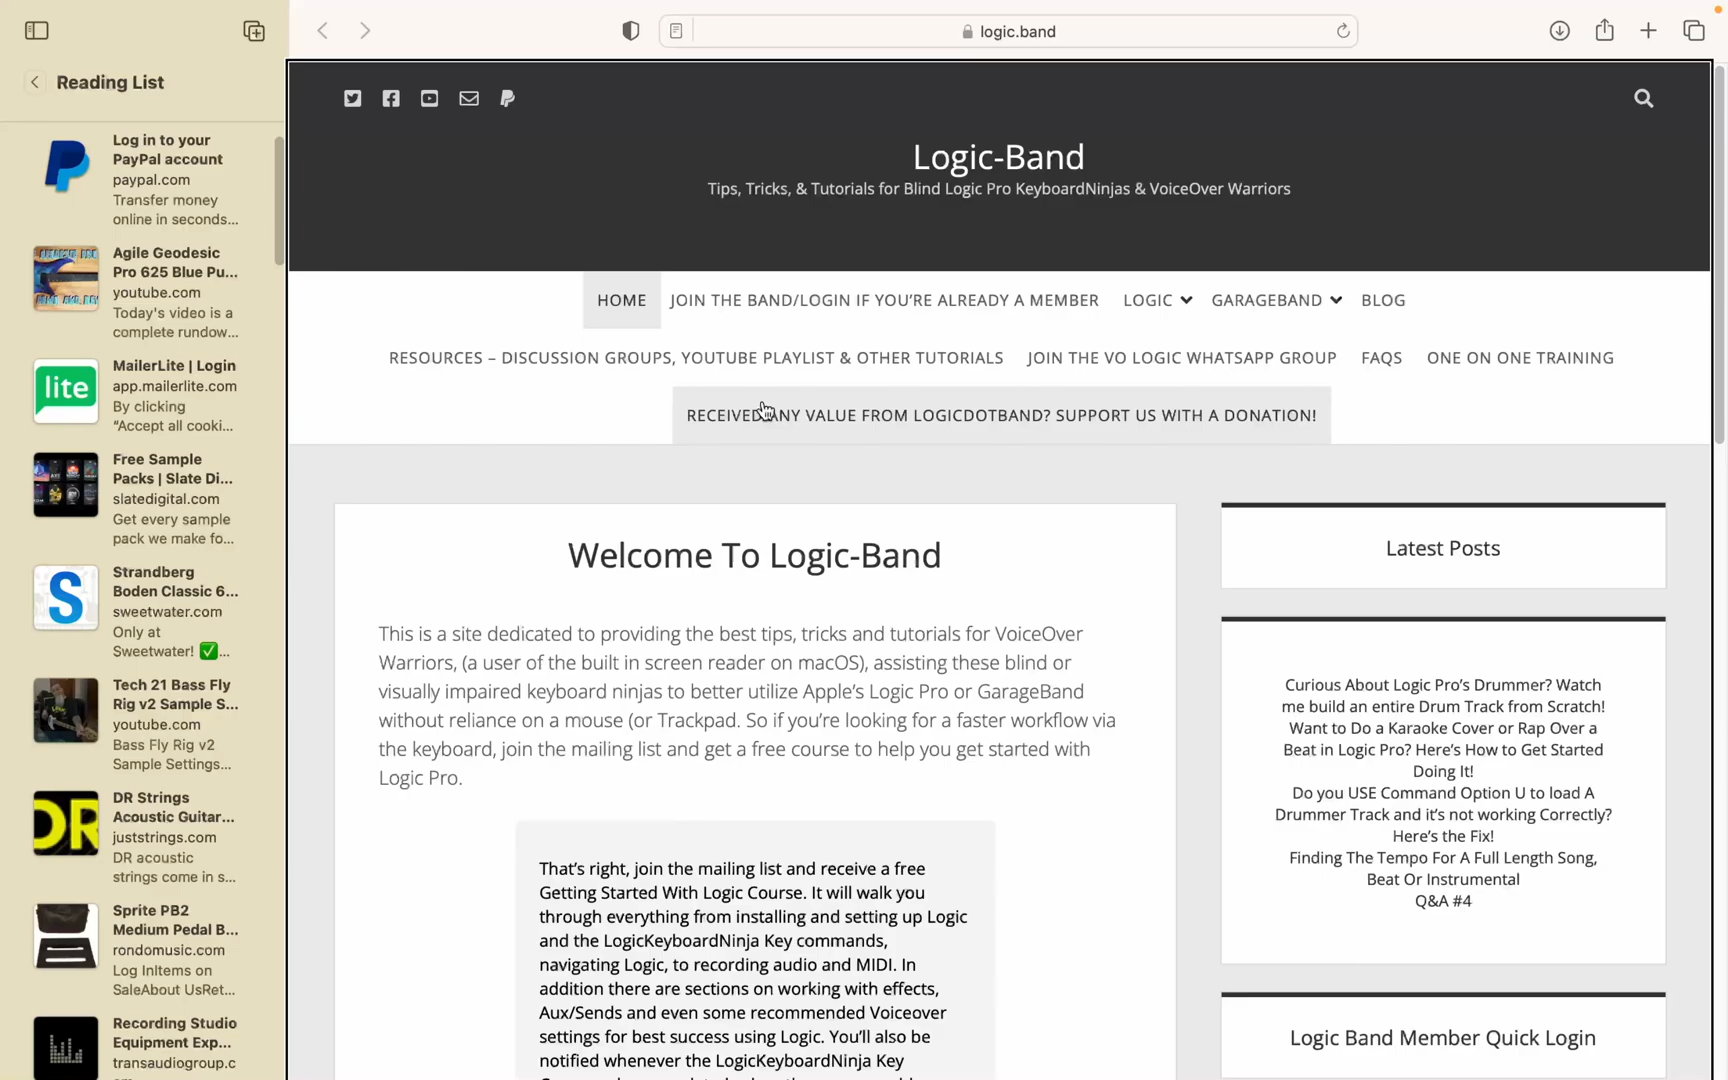 logic.band
Reading List
Log in to your
PayPal account
paypal.com
Transfer money
online in seconds...
Agile Geodesic
Pro 625 Blue Pu...
youtube.com
Today's video is a
complete rundow...
lite
MailerLite | Login
app.mailerlite.com
By clicking
“Accept all cooki...
Free Sample
Packs | Slate Di...
slatedigital.com
Get every sample
pack we make fo...
S
Strandberg
Boden Classic 6...
sweetwater.com
Only at
Sweetwater! ✅...
Tech 21 Bass Fly
Rig v2 Sample S...
youtube.com
Bass Fly Rig v2
Sample Settings...
DR
DR Strings
Acoustic Guitar...
juststrings.com
DR acoustic
strings come in s...
Sprite PB2
Medium Pedal B...
rondomusic.com
Log InItems on
SaleAbout UsRet...
Recording Studio
Equipment Exp...
transaudiogroup.c
Logic-Band
Tips, Tricks, & Tutorials for Blind Logic Pro KeyboardNinjas & VoiceOver Warriors
HOME JOIN THE BAND/LOGIN IF YOU’RE ALREADY A MEMBER LOGIC GARAGEBAND BLOG
RESOURCES – DISCUSSION GROUPS, YOUTUBE PLAYLIST & OTHER TUTORIALS JOIN THE VO LOGIC WHATSAPP GROUP FAQS ONE ON ONE TRAINING
RECEIVED ANY VALUE FROM LOGICDOTBAND? SUPPORT US WITH A DONATION!
Welcome To Logic-Band
This is a site dedicated to providing the best tips, tricks and tutorials for VoiceOver
Warriors, (a user of the built in screen reader on macOS), assisting these blind or
visually impaired keyboard ninjas to better utilize Apple’s Logic Pro or GarageBand
without reliance on a mouse (or Trackpad. So if you’re looking for a faster workflow via
the keyboard, join the mailing list and get a free course to help you get started with
Logic Pro.
That’s right, join the mailing list and receive a free
Getting Started With Logic Course. It will walk you
through everything from installing and setting up Logic
and the LogicKeyboardNinja Key commands,
navigating Logic, to recording audio and MIDI. In
addition there are sections on working with effects,
Aux/Sends and even some recommended Voiceover
settings for best success using Logic. You’ll also be
notified whenever the LogicKeyboardNinja Key
Latest Posts
Curious About Logic Pro’s Drummer? Watch
me build an entire Drum Track from Scratch!
Want to Do a Karaoke Cover or Rap Over a
Beat in Logic Pro? Here’s How to Get Started
Doing It!
Do you USE Command Option U to load A
Drummer Track and it’s not working Correctly?
Here’s the Fix!
Finding The Tempo For A Full Length Song,
Beat Or Instrumental
Q&A #4
Logic Band Member Quick Login